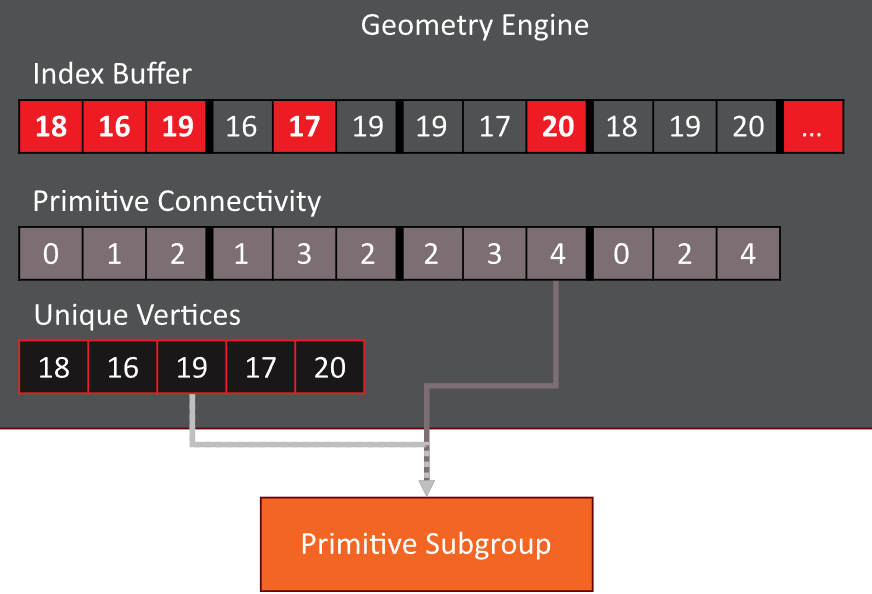 Geometry Engine
Index Buffer
18 16 19 16 17 19 19 17 20 18 19 20 ...
Primitive Connectivity
0 1 2 1 3 2 2 3 4 0 2 4
Unique Vertices
18 16 19 17 20
Primitive Subgroup